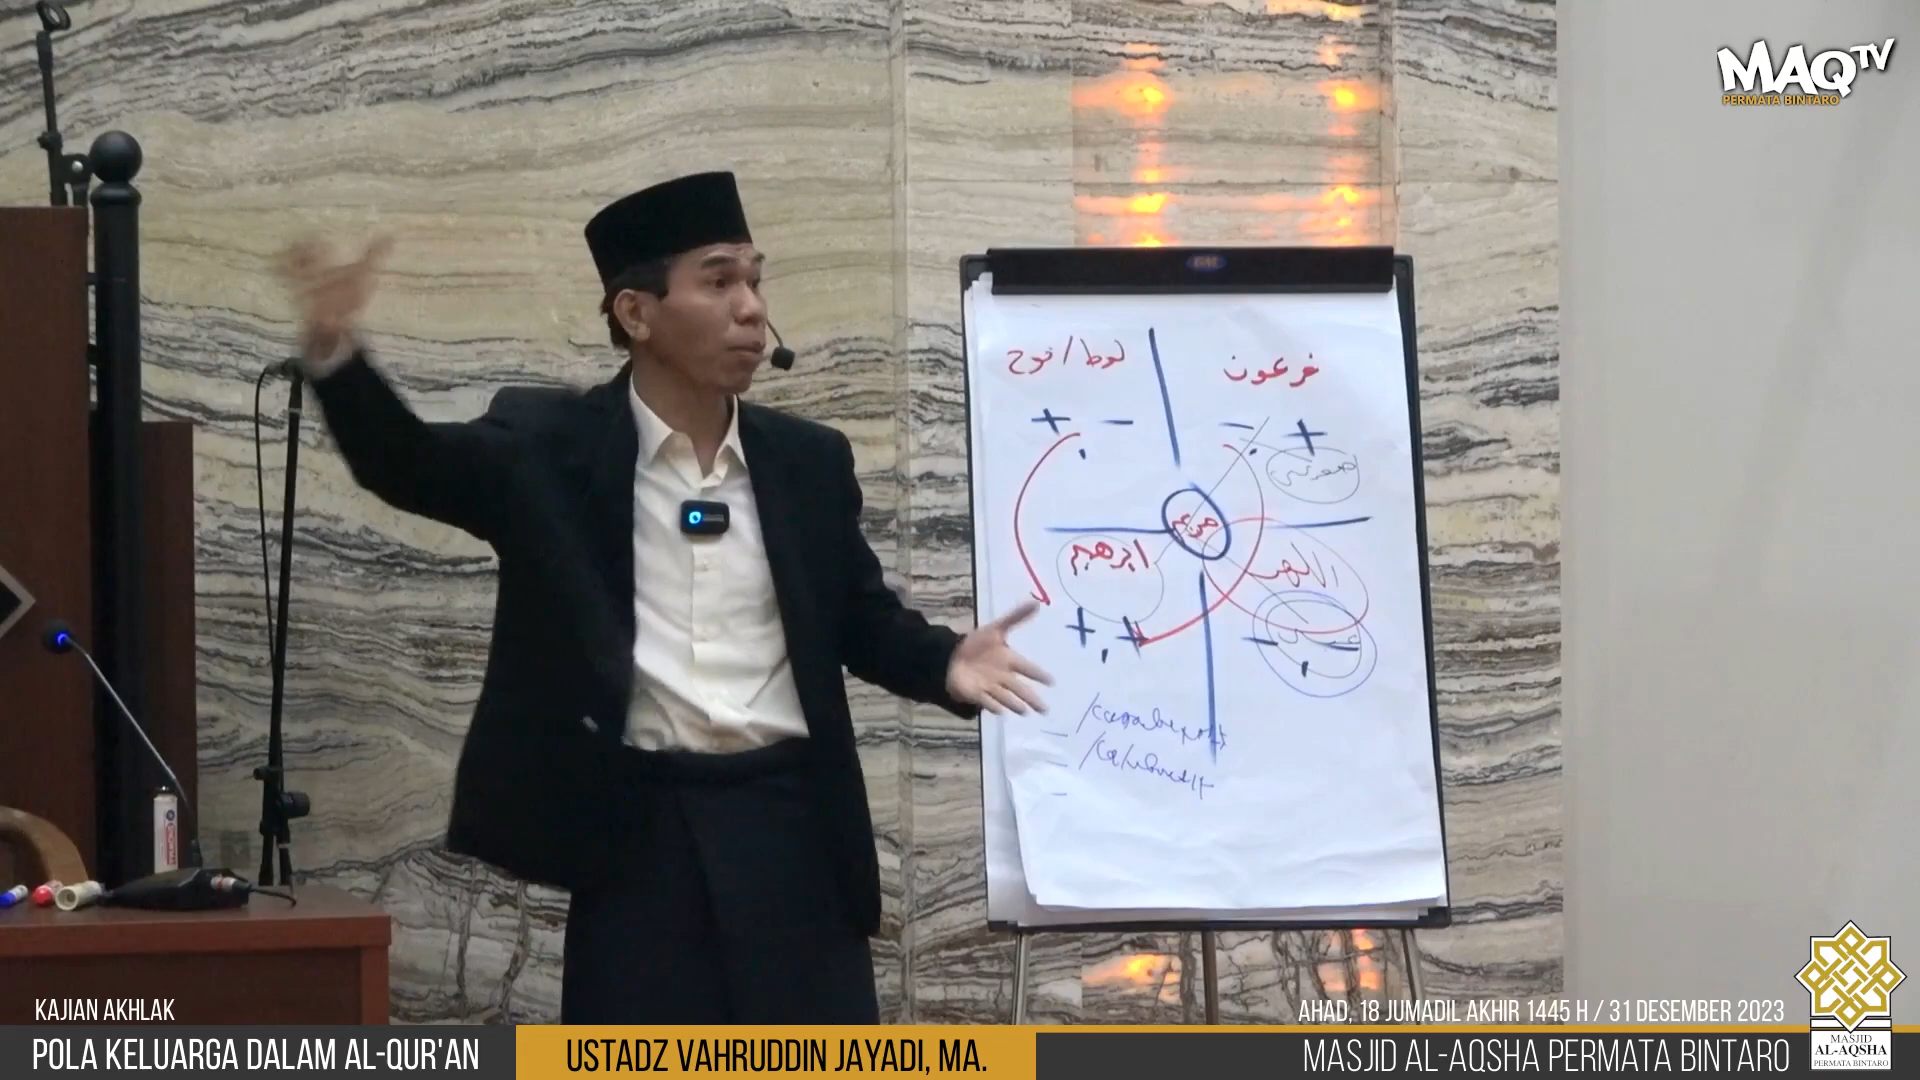 MAQTV
PERMATA BINTARO
لوط / نوح
فرعون
+ -
- +
مريم
ابرهيم
+, +
KAJIAN AKHLAK
AHAD, 18 JUMADIL AKHIR 1445 H / 31 DESEMBER 2023
POLA KELUARGA DALAM AL-QUR'AN
USTADZ VAHRUDDIN JAYADI, MA.
MASJID AL-AQSHA PERMATA BINTARO
MASJID
AL-AQSHA
PERMATA BINTARO